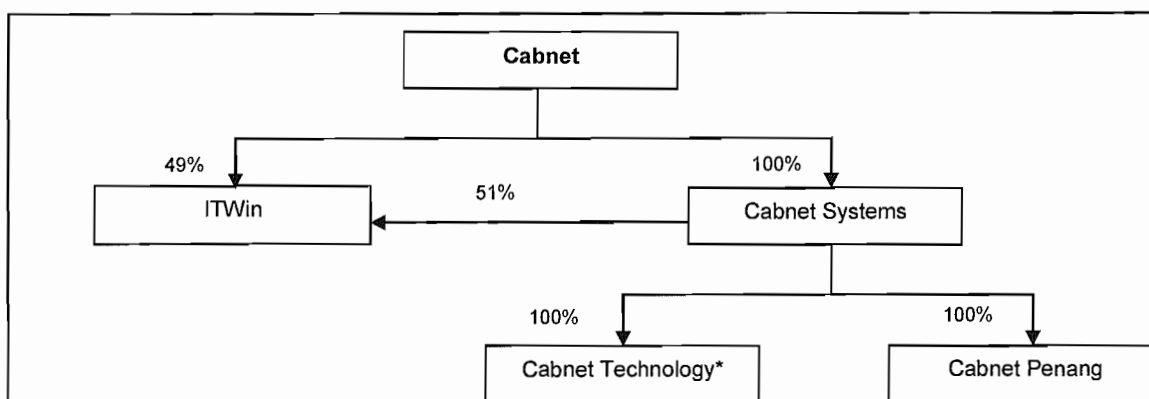 Cabnet
49%
100%
ITWin
51%
Cabnet Systems
100%
100%
Cabnet Technology*
Cabnet Penang